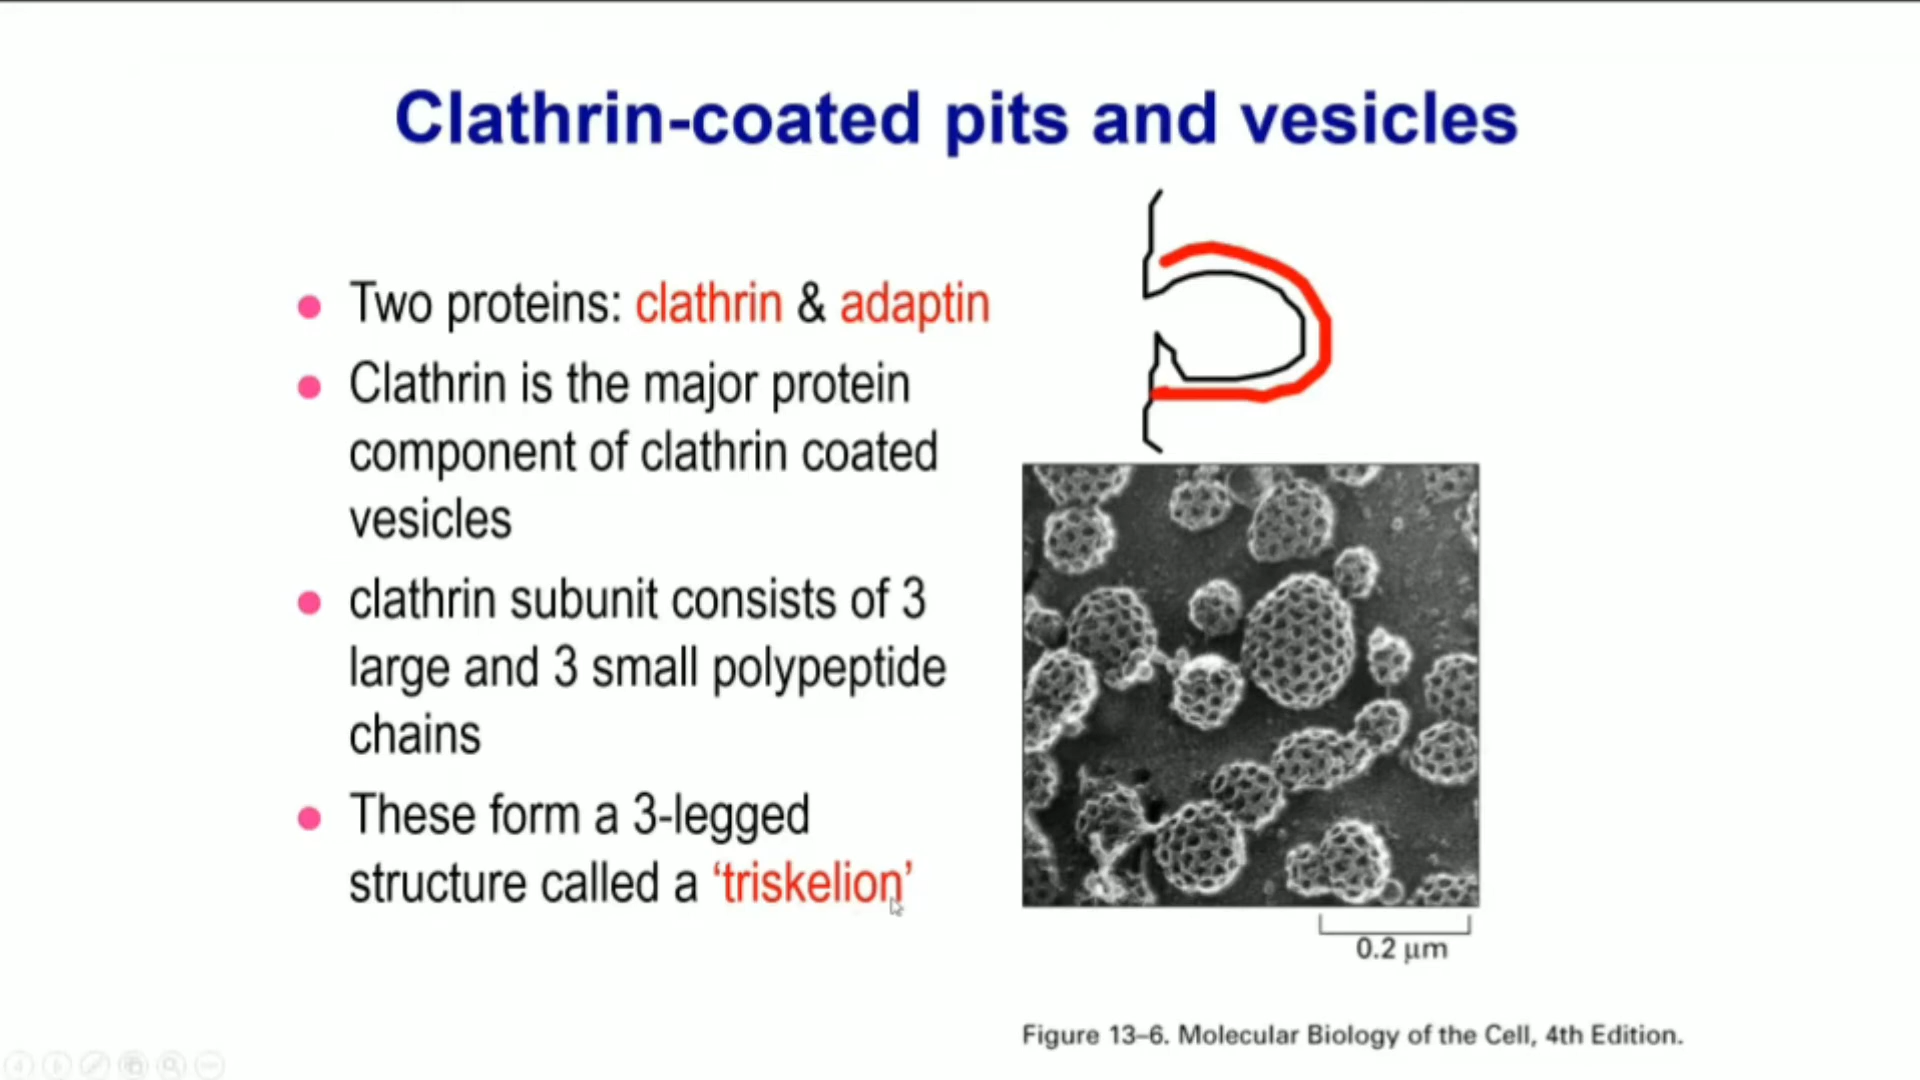 Clathrin-coated pits and vesicles
Two proteins: clathrin & adaptin
Clathrin is the major protein
component of clathrin coated
vesicles
clathrin subunit consists of 3
large and 3 small polypeptide
chains
These form a 3-legged
structure called a ‘triskelion’
0.2 µm
Figure 13–6. Molecular Biology of the Cell, 4th Edition.